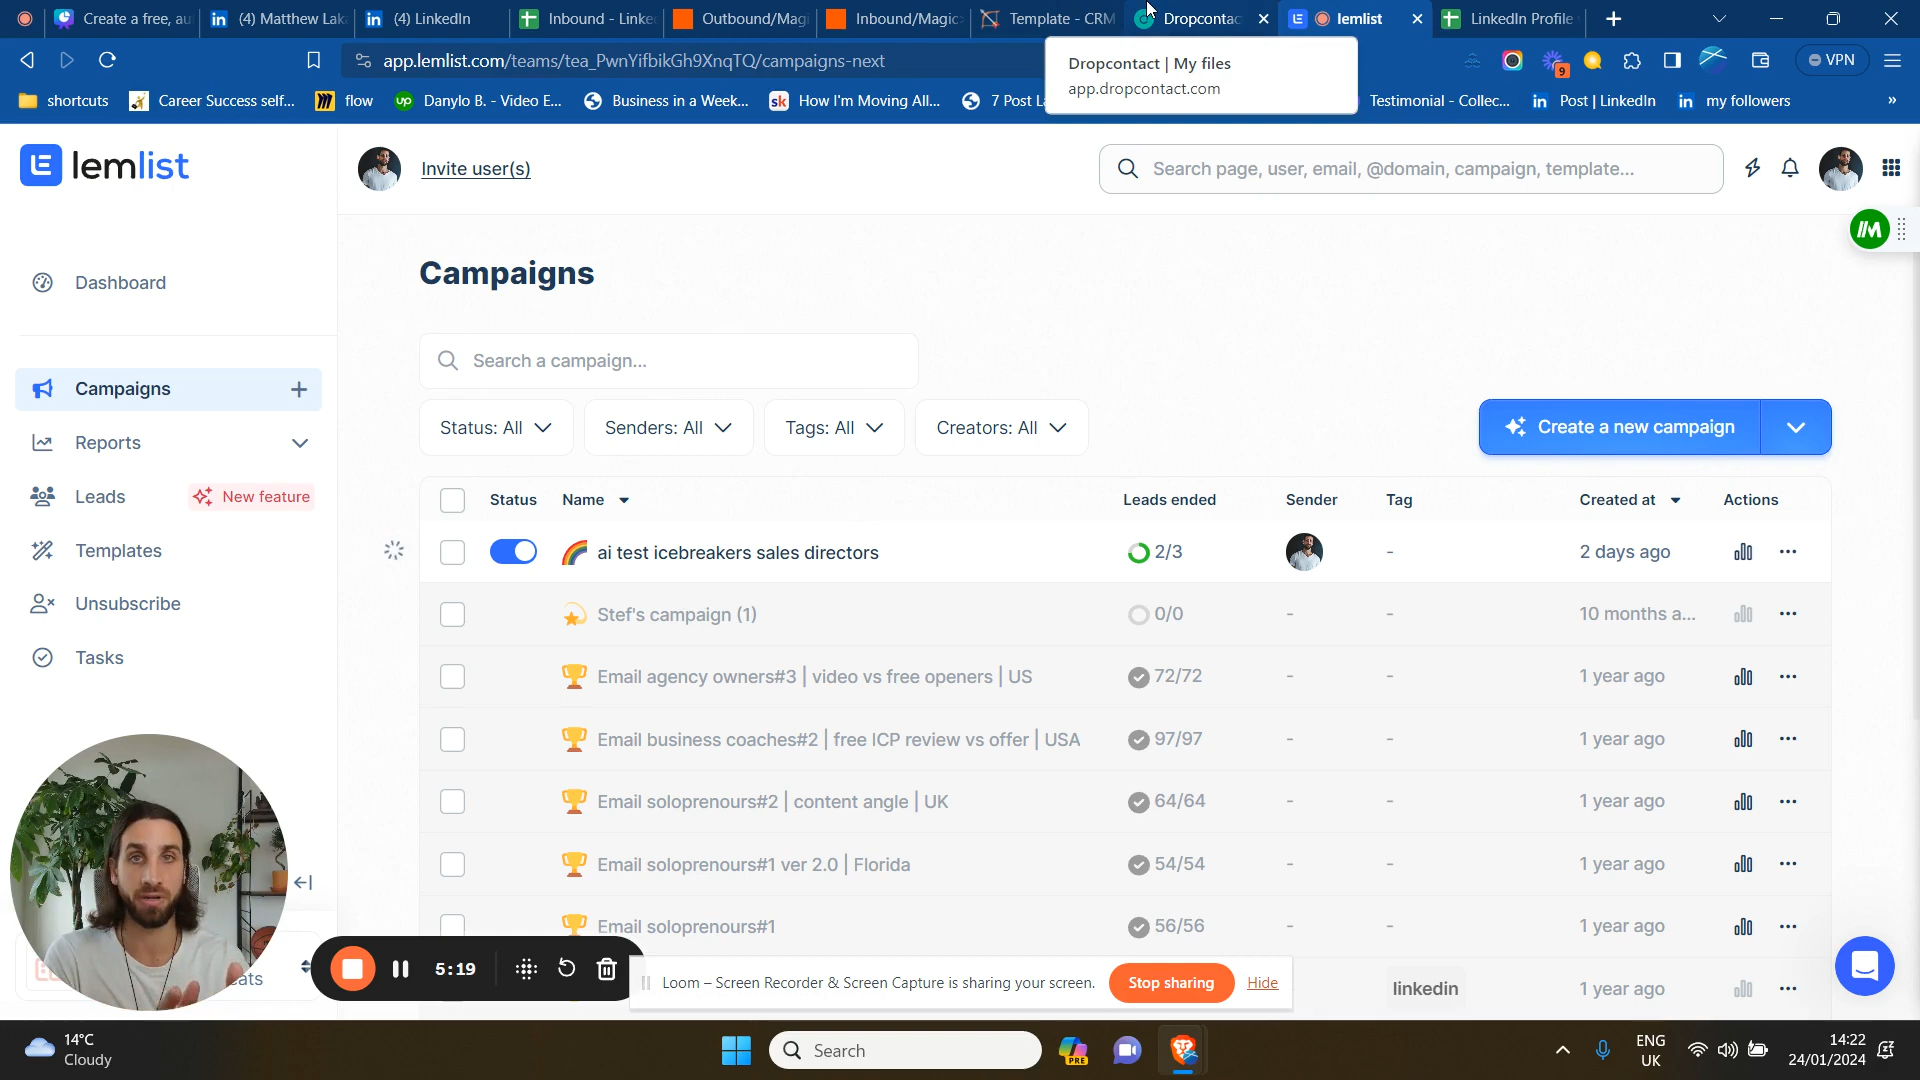 Create a free, au
(4) Matthew Lak
(4) LinkedIn
Inbound - Linke
Outbound/Magi
Inbound/Magic
Template - CRM
Dropconta
lemlist
LinkedIn Profile
app.lemlist.com/teams/tea_PwnYifbikGh9XnqTQ/campaigns-next
9
VPN
Dropcontact | My files
app.dropcontact.com
shortcuts
Career Success self...
flow
Danylo B. - Video E...
Business in a Week...
How I'm Moving All...
7 Post L
Testimonial - Collec...
Post | LinkedIn
my followers
»
lemlist
Invite user(s)
Search page, user, email, @domain, campaign, template...
Dashboard
Campaigns
Reports
Leads
New feature
Templates
Unsubscribe
Tasks
Campaigns
Search a campaign...
Status: All
Senders: All
Tags: All
Creators: All
Create a new campaign
Status
Name
Leads ended
Sender
Tag
Created at
Actions
ai test icebreakers sales directors
2/3
-
2 days ago
Stef's campaign (1)
0/0
-
-
10 months a...
Email agency owners#3 | video vs free openers | US
72/72
-
-
1 year ago
Email business coaches#2 | free ICP review vs offer | USA
97/97
-
-
1 year ago
Email soloprenours#2 | content angle | UK
64/64
-
-
1 year ago
Email soloprenours#1 ver 2.0 | Florida
54/54
-
-
1 year ago
Email soloprenours#1
56/56
-
-
1 year ago
linkedin
1 year ago
5:19
Loom – Screen Recorder & Screen Capture is sharing your screen.
Stop sharing
Hide
14°C
Cloudy
Search
PRE
ENG
UK
14:22
24/01/2024